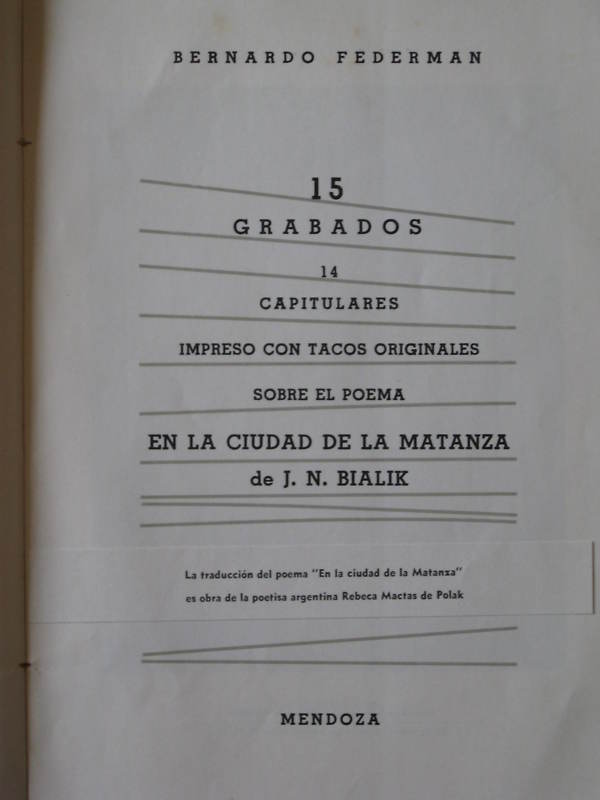 BERNARDO FEDERMAN
15
GRABADOS
14
CAPITULARES
IMPRESO CON TACOS ORIGINALES
SOBRE EL POEMA
EN LA CIUDAD DE LA MATANZA
de J. N. BIALIK
La traducción del poema "En la ciudad de la Matanza"
es obra de la poetisa argentina Rebeca Mactas de Polak
MENDOZA